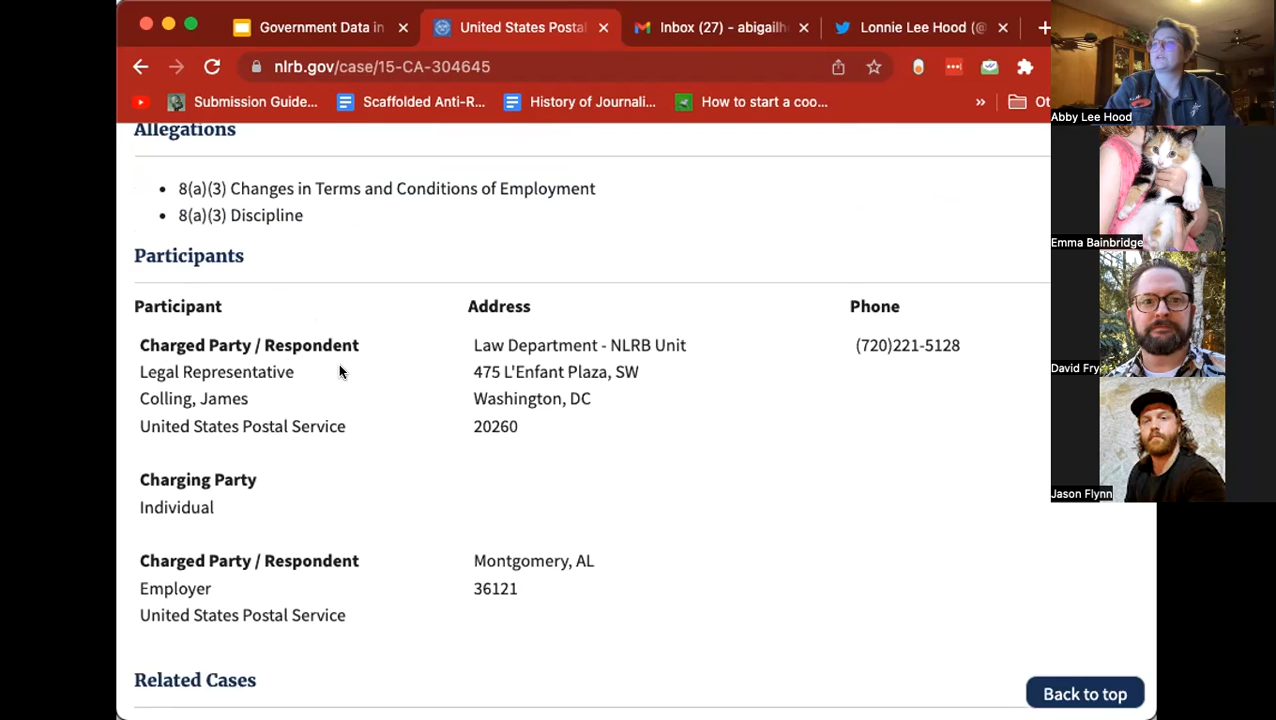 Government Data in
United States Posta
Inbox (27) - abigailh
Lonnie Lee Hood (@
nlrb.gov/case/15-CA-304645
Submission Guide...
Scaffolded Anti-R...
History of Journali...
How to start a coo...
»
Ot
Allegations
• 8(a)(3) Changes in Terms and Conditions of Employment
• 8(a)(3) Discipline
Participants
Participant Address Phone
Charged Party / Respondent Law Department - NLRB Unit (720)221-5128
Legal Representative 475 L'Enfant Plaza, SW
Colling, James Washington, DC
United States Postal Service 20260
Charging Party
Individual
Charged Party / Respondent Montgomery, AL
Employer 36121
United States Postal Service
Related Cases
Back to top
Abby Lee Hood
Emma Bainbridge
David Fry
Jason Flynn